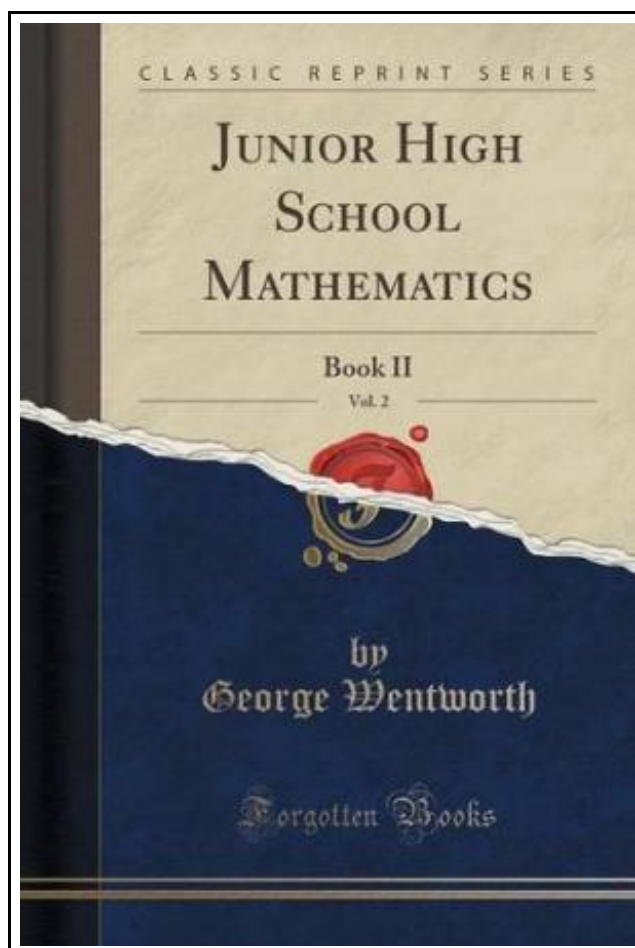 CLASSIC REPRINT SERIES
JUNIOR HIGH
SCHOOL
MATHEMATICS
Book II
Vol. 2
F
by
George Wentworth
Forgotten Books